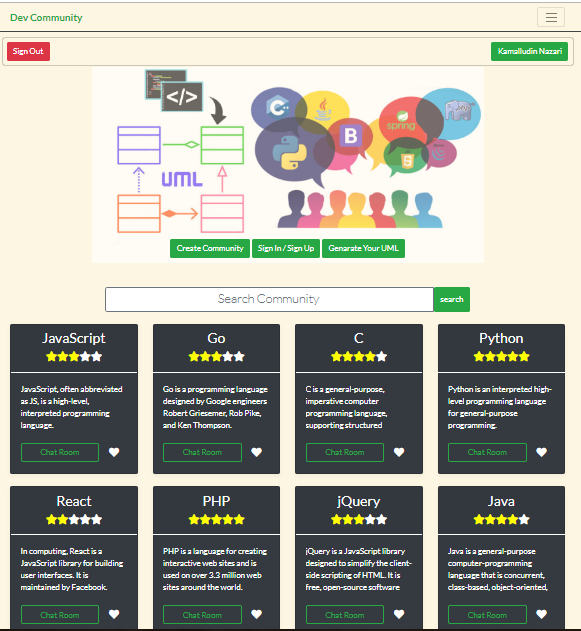 Dev Community
Sign Out
Kamalludin Nazari
</>
UML
B
spring
php
5
Create Community
Sign In / Sign Up
Genarate Your UML
Search Community
search
JavaScript
Go
C
Python
JavaScript, often abbreviated
as JS, is a high-level,
interpreted programming
language.
Go is a programming language
designed by Google engineers
Robert Griesemer, Rob Pike,
and Ken Thompson.
C is a general-purpose,
imperative computer
programming language,
supporting structured
Python is an interpreted high-
level programming language
for general-purpose
programming.
Chat Room
Chat Room
Chat Room
Chat Room
React
PHP
jQuery
Java
In computing, React is a
JavaScript library for building
user interfaces. It is
maintained by Facebook.
PHP is a language for creating
interactive web sites and is
used on over 3.3 million web
sites around the world.
jQuery is a JavaScript library
designed to simplify the client-
side scripting of HTML. It is
free, open-source software
Java is a general-purpose
computer-programming
language that is concurrent,
class-based, object-oriented,
Chat Room
Chat Room
Chat Room
Chat Room